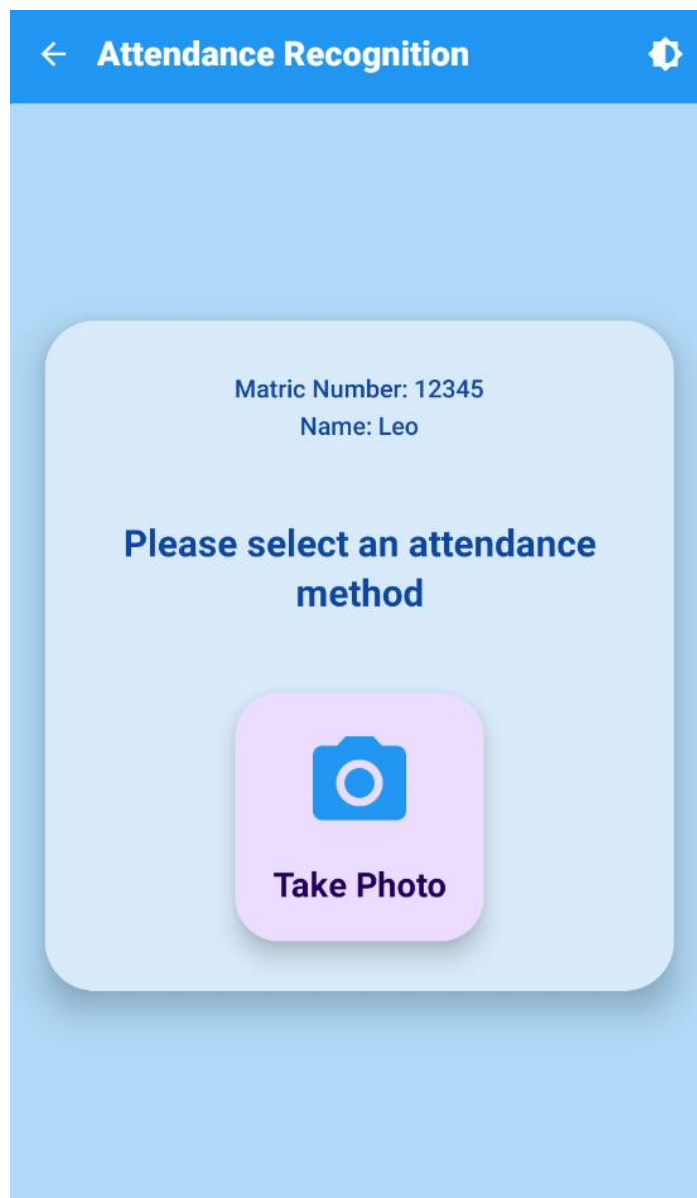 Attendance Recognition
Matric Number: 12345
Name: Leo
Please select an attendance
method
Take Photo